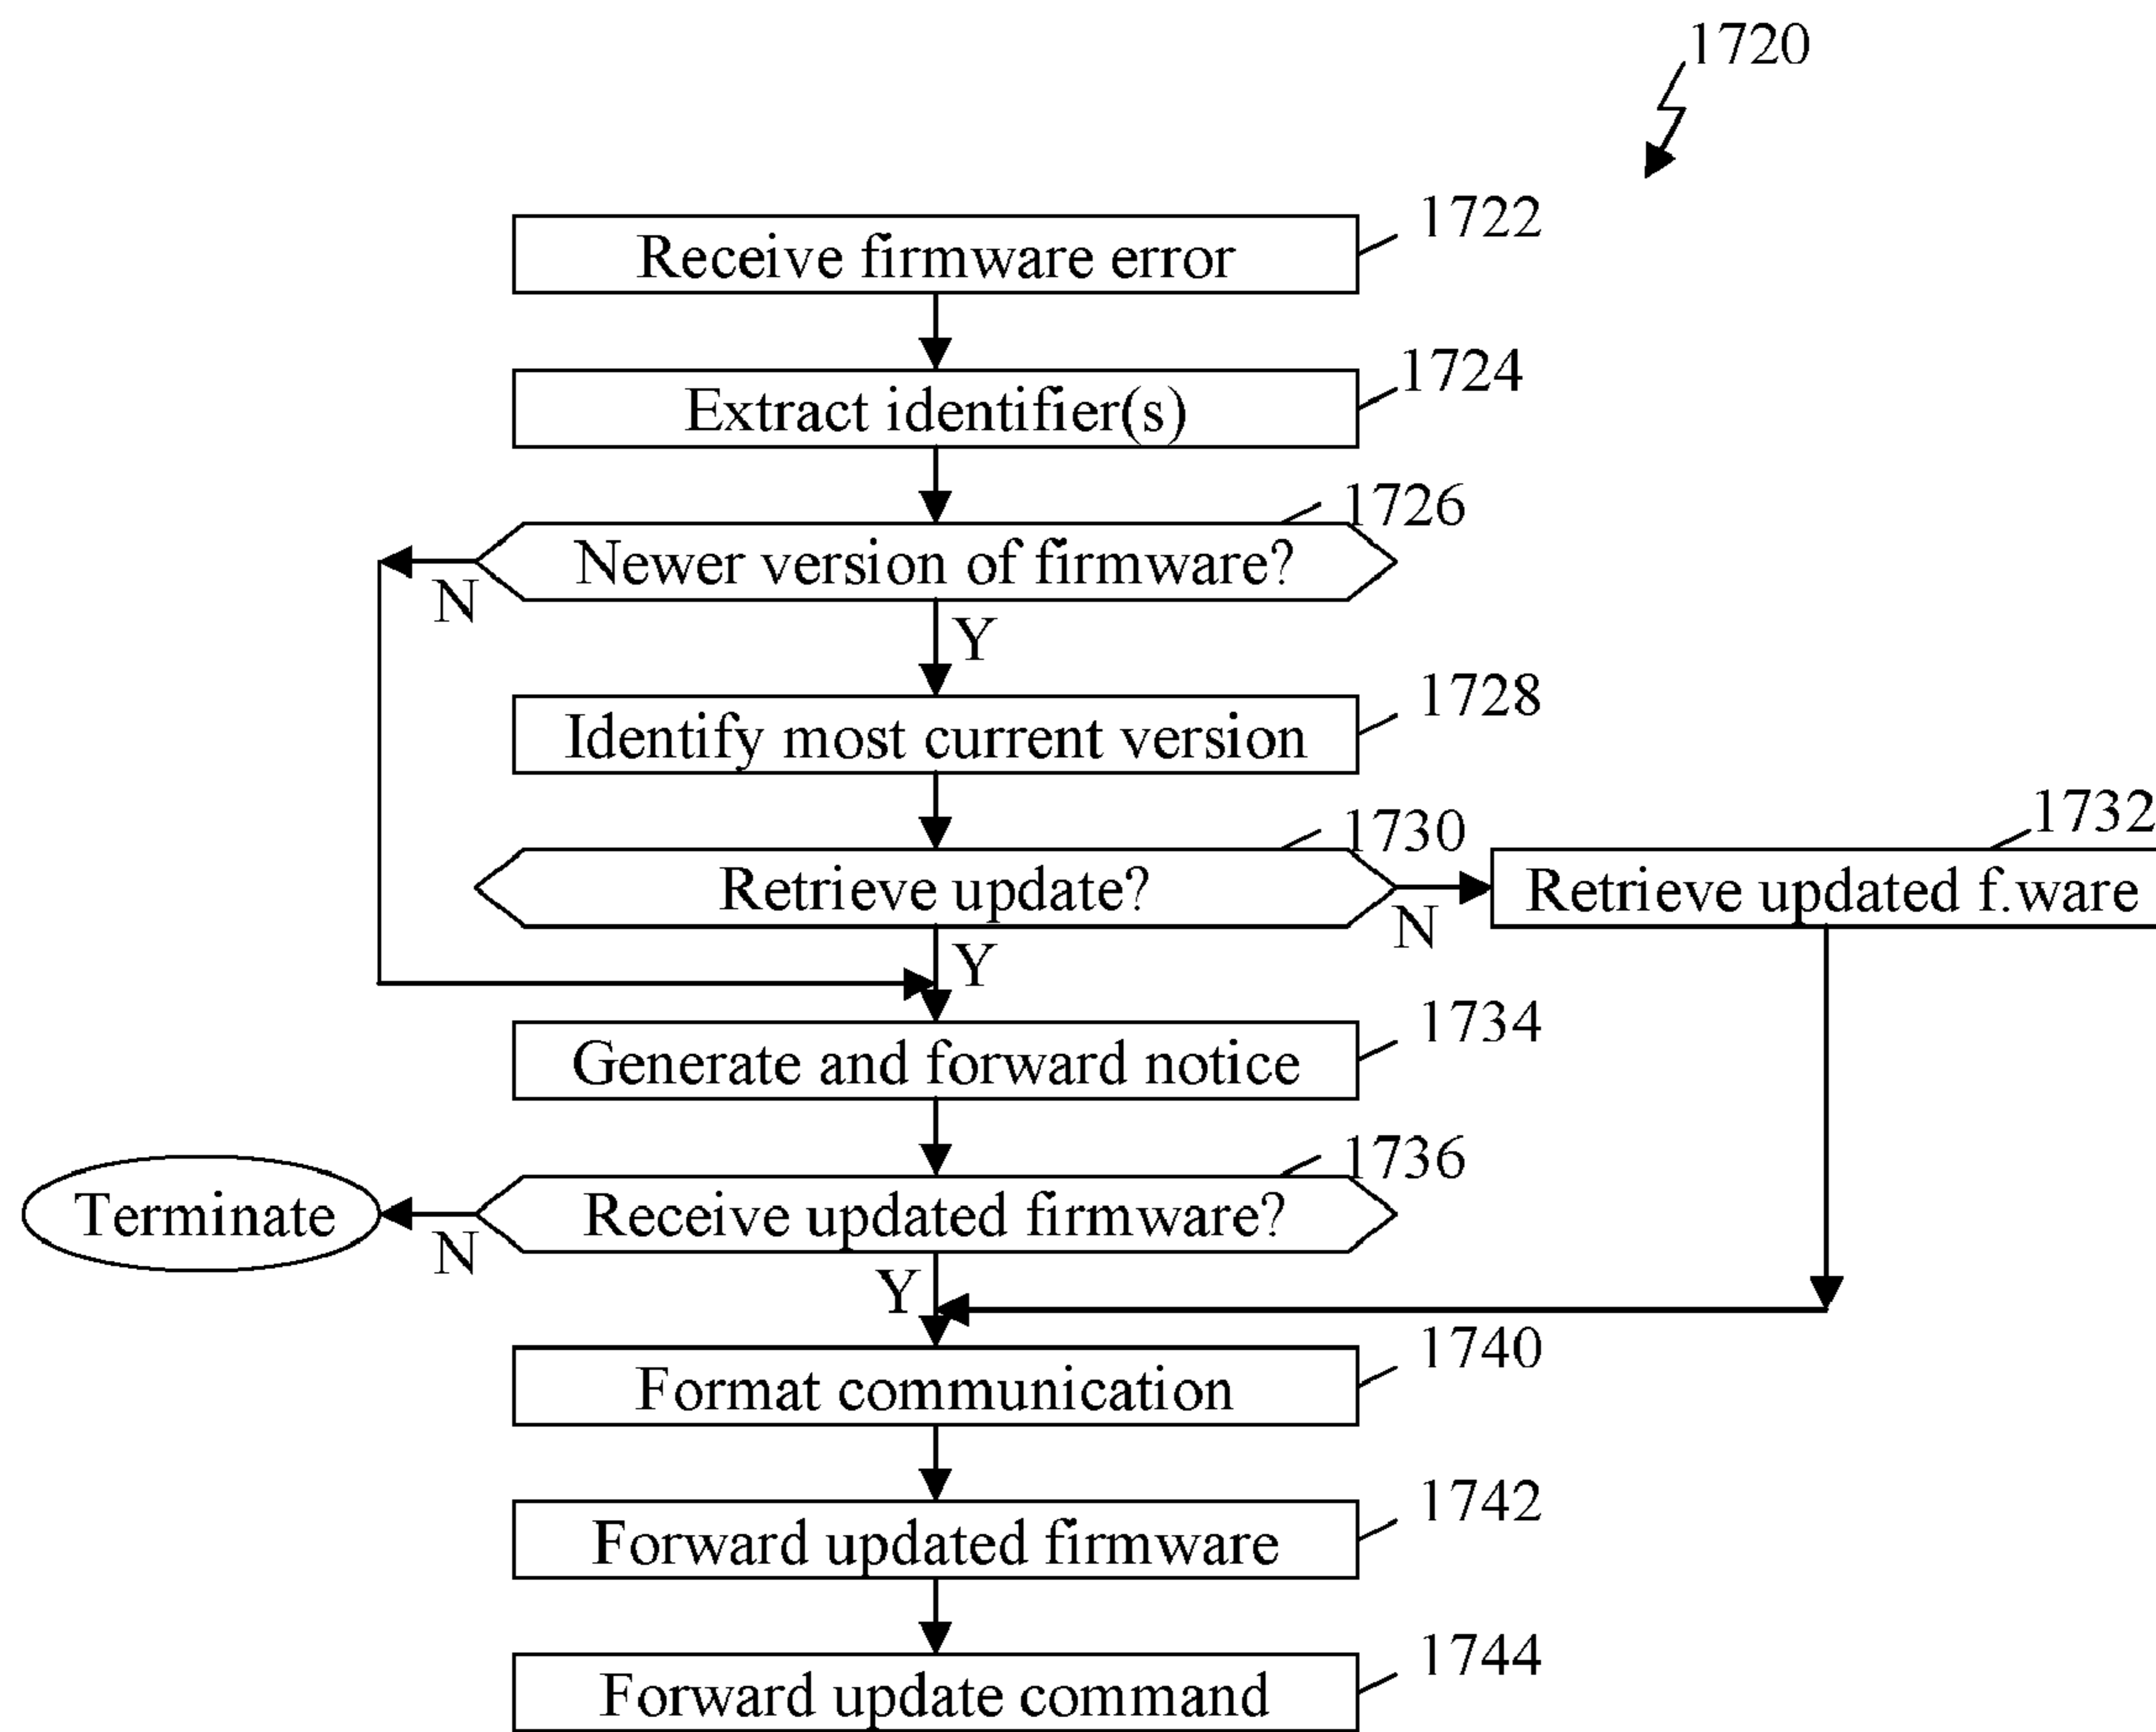 1720
Receive firmware error
1722
Extract identifier(s)
1724
1726
Newer version of firmware?
N
Y
Identify most current version
1728
1730
Retrieve update?
N
1732
Retrieve updated f.ware
Y
Generate and forward notice
1734
1736
Receive updated firmware?
N
Terminate
Y
Format communication
1740
Forward updated firmware
1742
Forward update command
1744